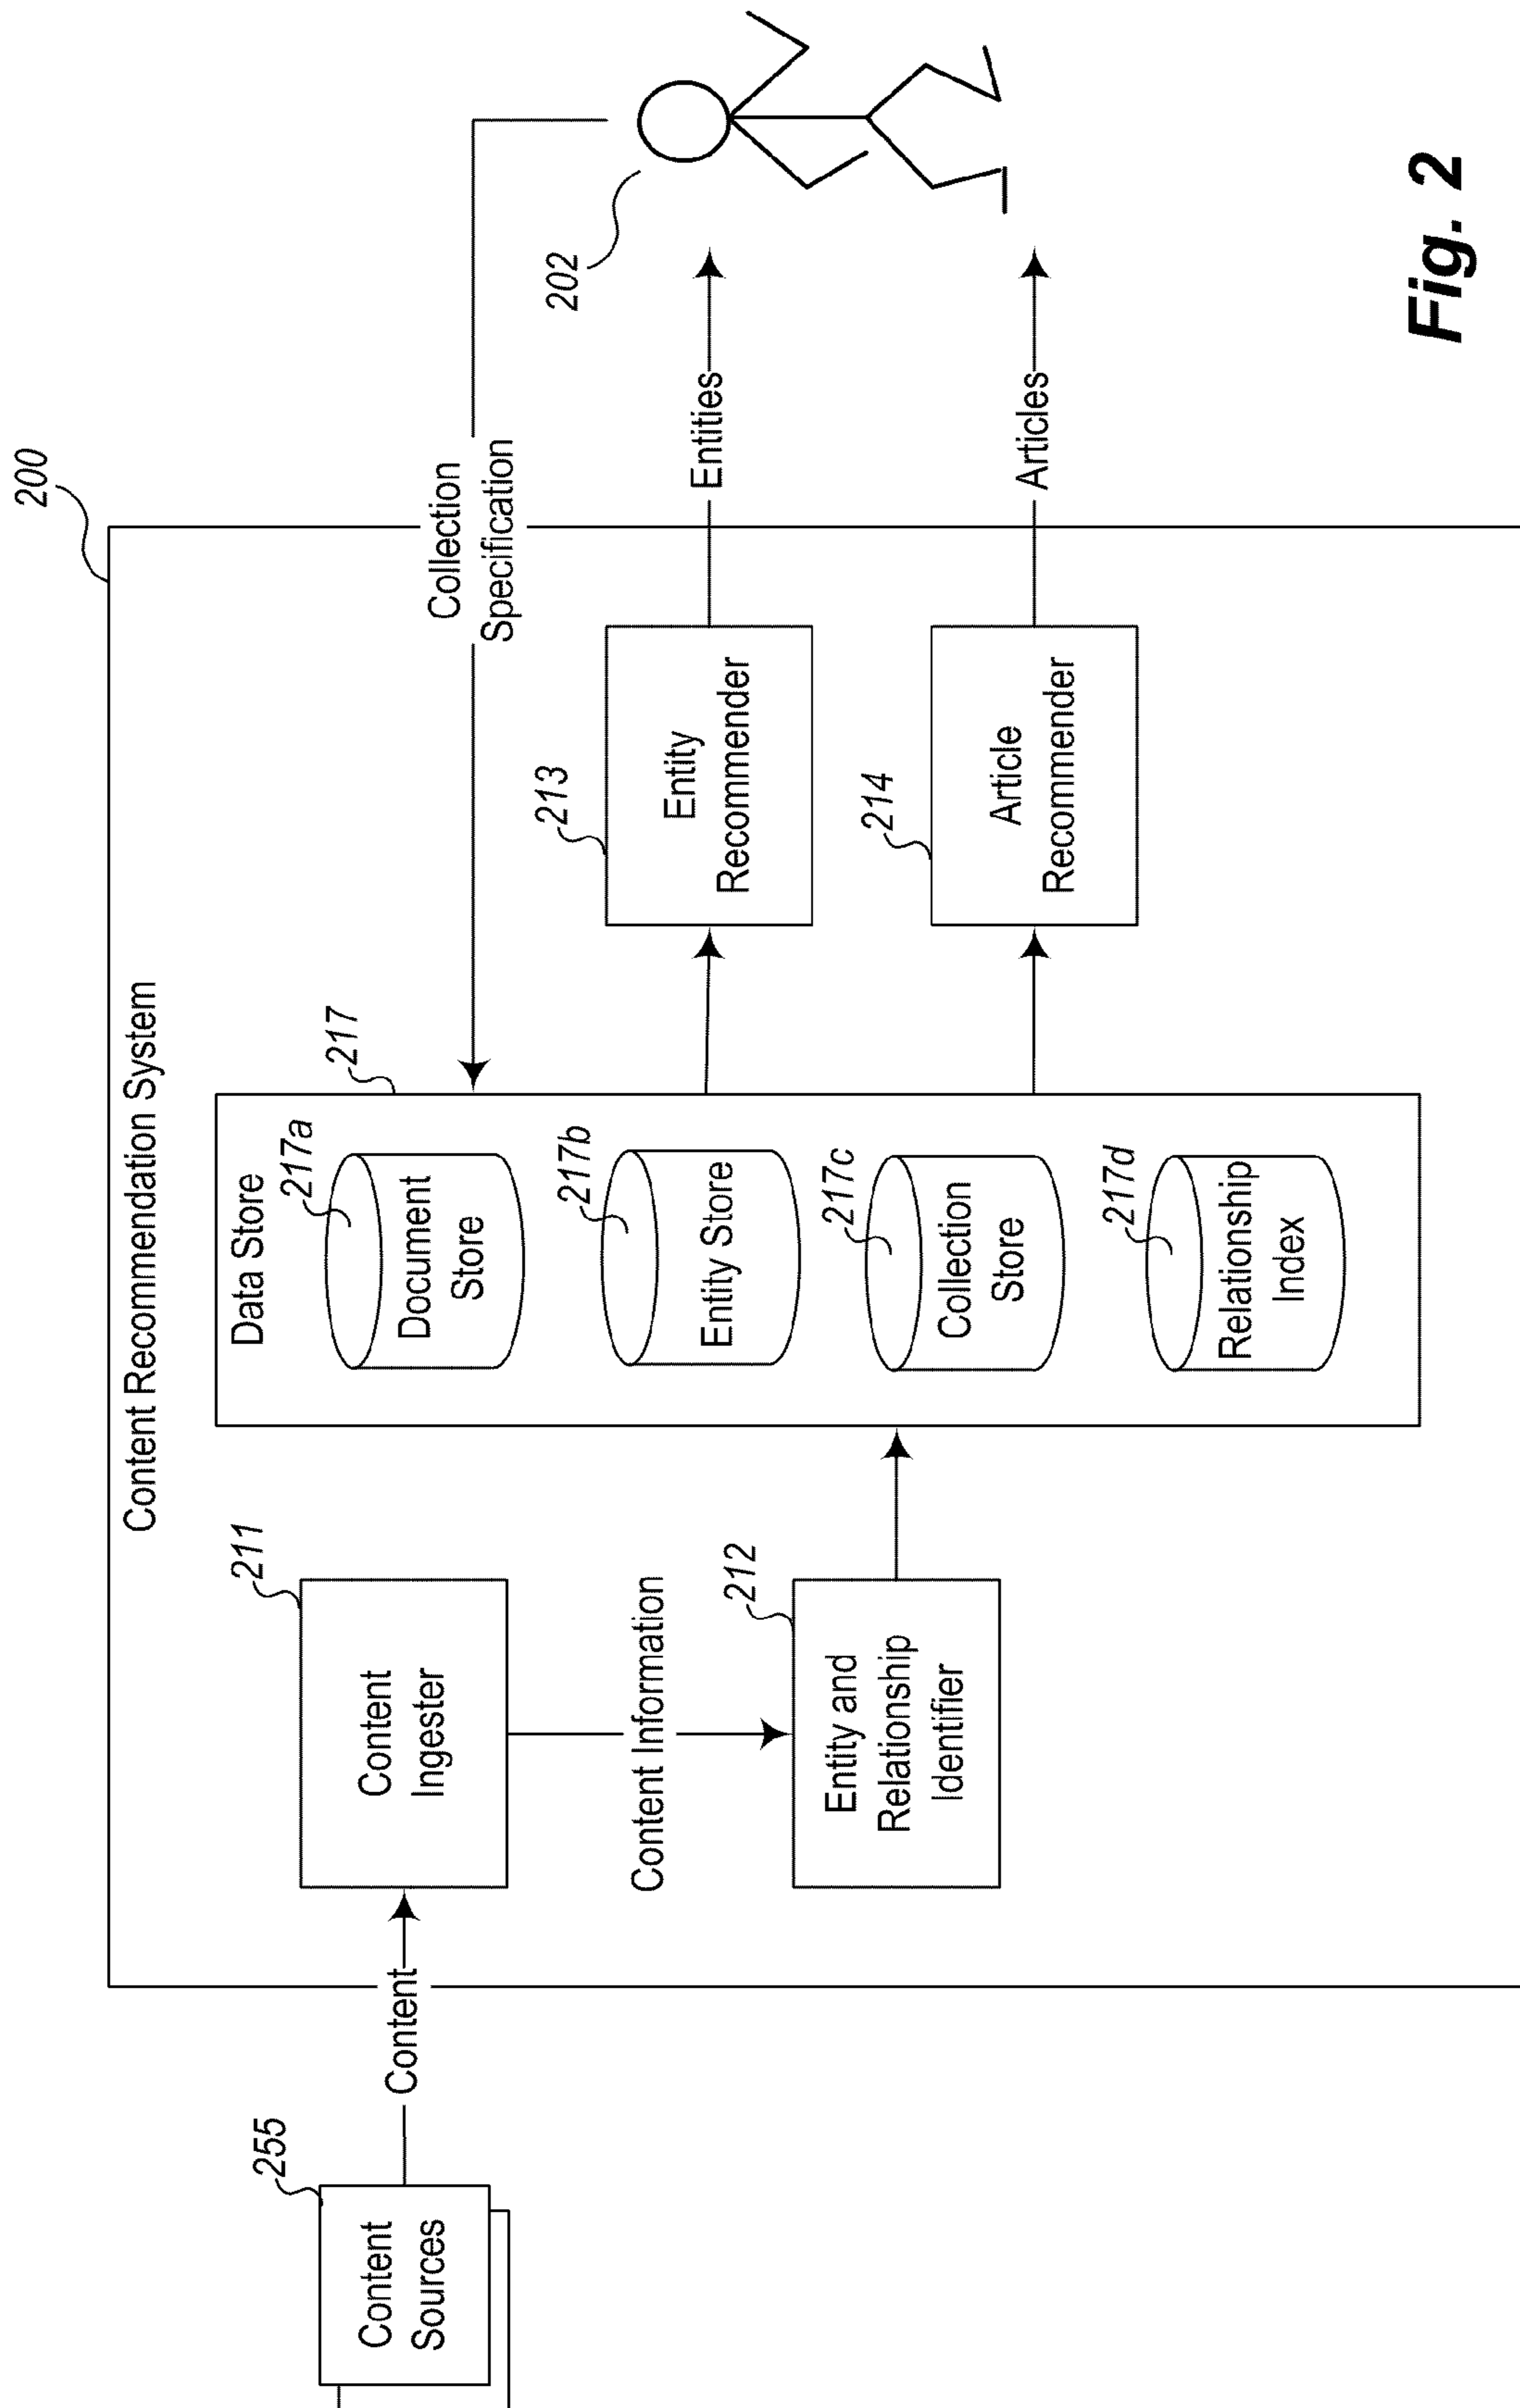 200
Content Recommendation System
255
Content
Sources
Content
211
Content
Ingester
Content Information
212
Entity and
Relationship
Identifier
217
Data Store
217a
Document
Store
217b
Entity Store
217c
Collection
Store
217d
Relationship
Index
Collection
Specification
213
Entity
Recommender
214
Article
Recommender
Entities
Articles
202
Fig. 2